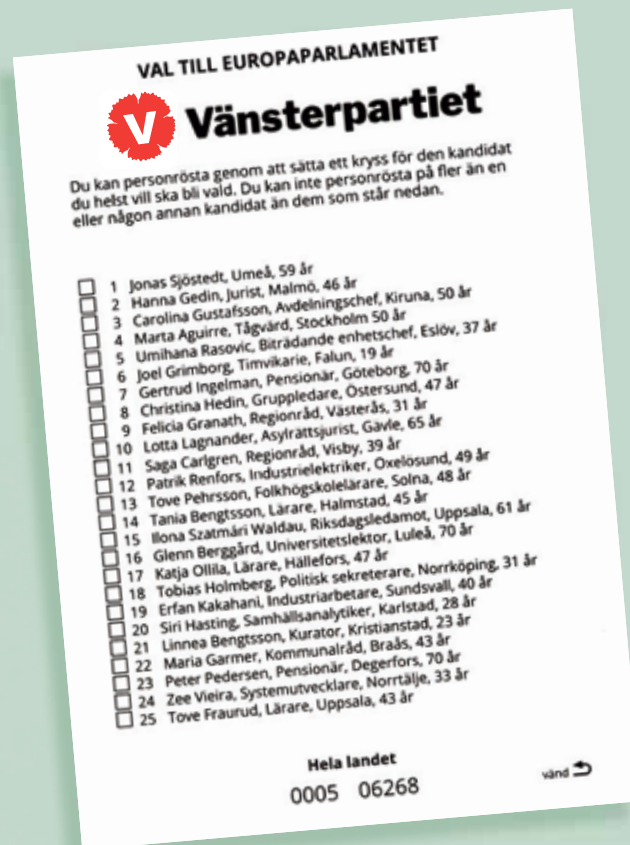 VAL TILL EUROPAPARLAMENTET
V Vänsterpartiet
Du kan personrösta genom att sätta ett kryss för den kandidat
du helst vill ska bli vald. Du kan inte personrösta på fler än en
eller någon annan kandidat än dem som står nedan.
1 Jonas Sjöstedt, Umeå, 59 år
2 Hanna Gedin, Jurist, Malmö, 46 år
3 Carolina Gustafsson, Avdelningschef, Kiruna, 50 år
4 Marta Aguirre, Tågvärd, Stockholm 50 år
5 Umihana Rasovic, Biträdande enhetschef, Eslöv, 37 år
6 Joel Grimborg, Timvikarie, Falun, 19 år
7 Gertrud Ingelman, Pensionär, Göteborg, 70 år
8 Christina Hedin, Gruppledare, Östersund, 47 år
9 Felicia Granath, Regionråd, Västerås, 31 år
10 Lotta Lagnander, Asylrättsjurist, Gävle, 65 år
11 Saga Carlgren, Regionråd, Visby, 39 år
12 Patrik Renfors, Industrielektriker, Oxelösund, 49 år
13 Tove Pehrsson, Folkhögskolelärare, Solna, 48 år
14 Tania Bengtsson, Lärare, Halmstad, 45 år
15 Ilona Szatmári Waldau, Riksdagsledamot, Uppsala, 61 år
16 Glenn Berggård, Universitetslektor, Luleå, 70 år
17 Katja Ollila, Lärare, Hällefors, 47 år
18 Tobias Holmberg, Politisk sekreterare, Norrköping, 31 år
19 Erfan Kakahani, Industriarbetare, Sundsvall, 40 år
20 Siri Hasting, Samhällsanalytiker, Karlstad, 28 år
21 Linnea Bengtsson, Kurator, Kristianstad, 23 år
22 Maria Garmer, Kommunalråd, Braås, 43 år
23 Peter Pedersen, Pensionär, Degerfors, 70 år
24 Zee Vieira, Systemutvecklare, Norrtälje, 33 år
25 Tove Fraurud, Lärare, Uppsala, 43 år
Hela landet
0005 06268
vänd